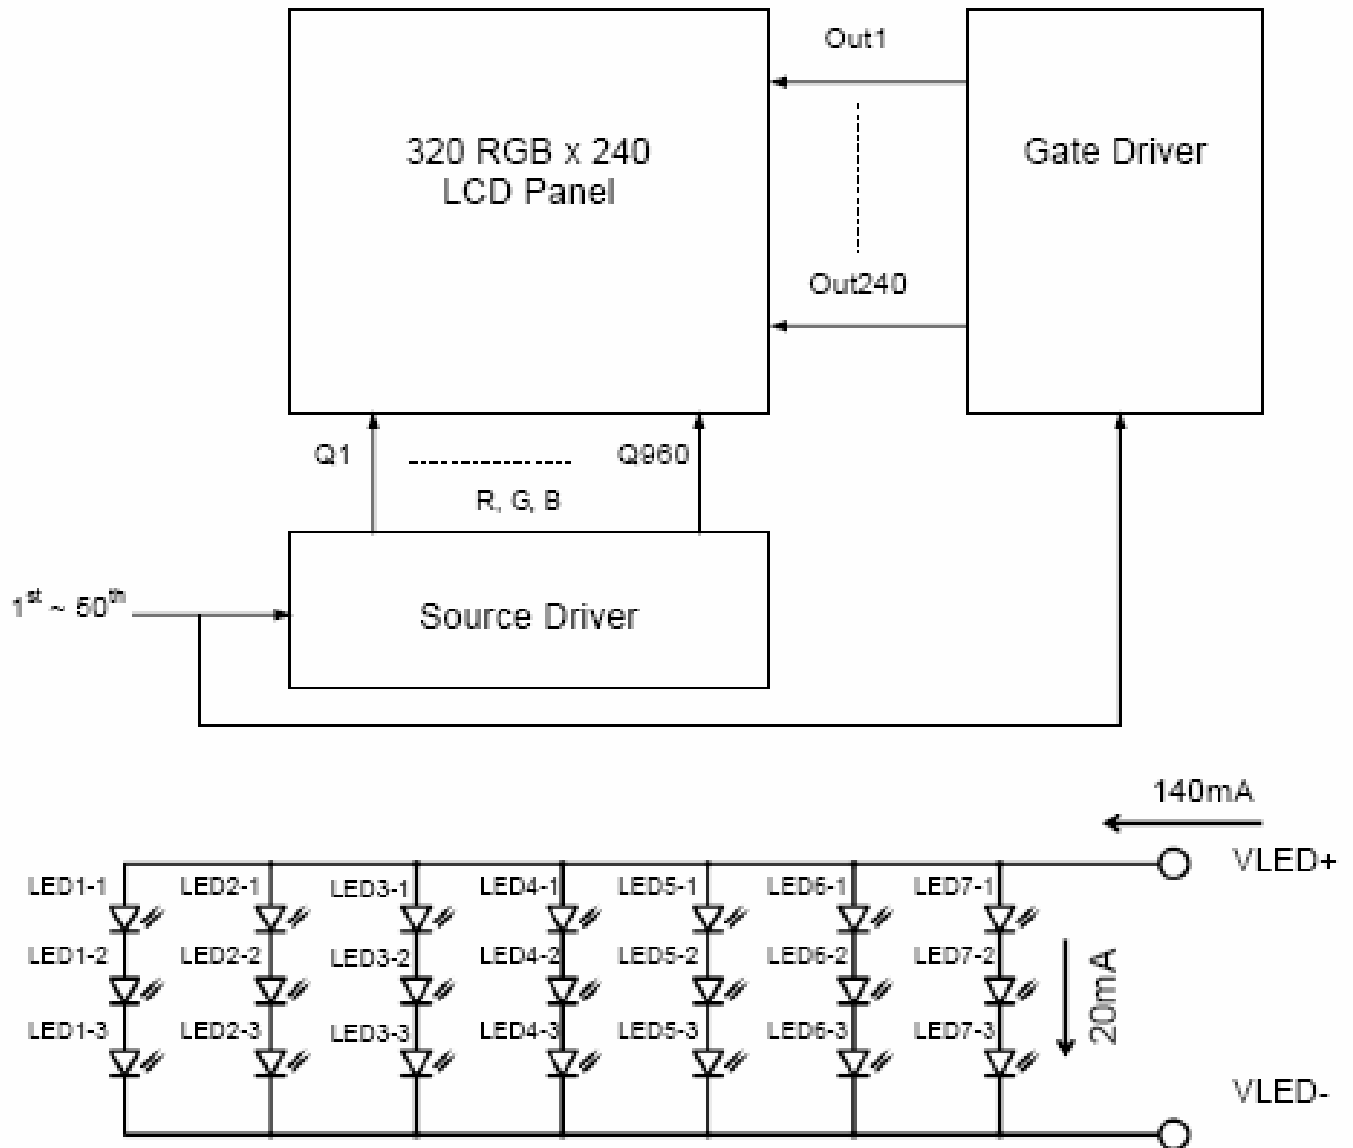 Out1
320 RGB x 240
LCD Panel
Gate Driver
Out240
Q1
Q960
R, G, B
1st ~ 50th
Source Driver
140mA
VLED+
LED1-1
LED2-1
LED3-1
LED4-1
LED5-1
LED6-1
LED7-1
LED1-2
LED2-2
LED3-2
LED4-2
LED5-2
LED6-2
LED7-2
20mA
LED1-3
LED2-3
LED3-3
LED4-3
LED5-3
LED6-3
LED7-3
VLED-